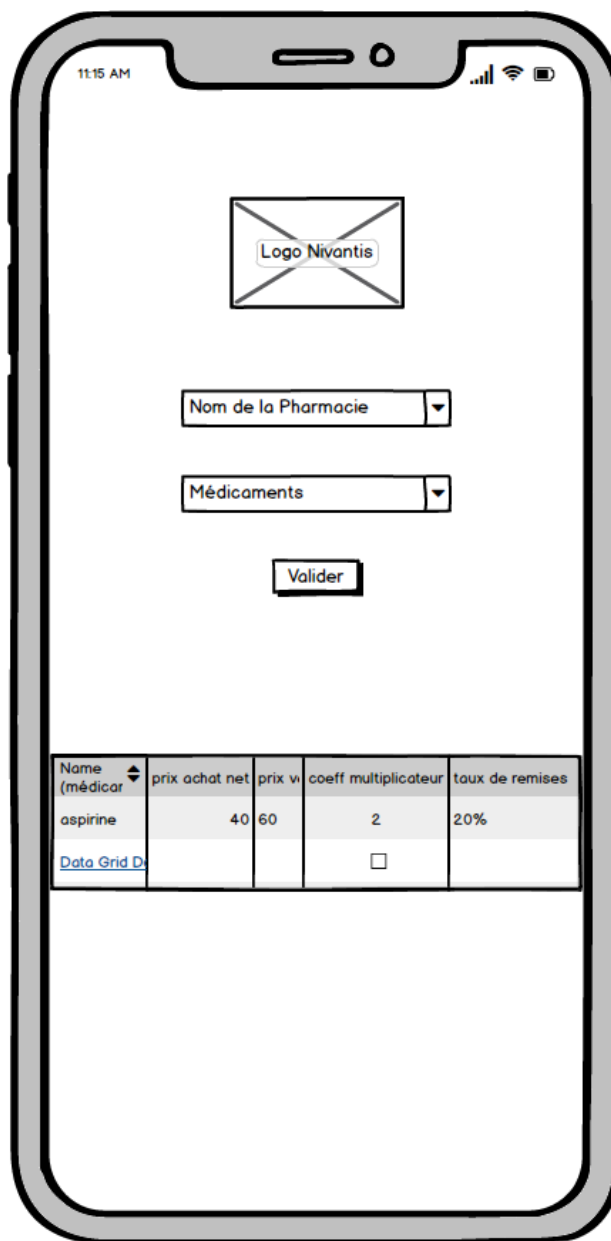 11:15 AM
Logo Nivantis
Nom de la Pharmacie
Médicaments
Valider
Name
(médicar
prix achat net
prix v
coeff multiplicateur
taux de remises
aspirine 40 60 2 20%
Data Grid D